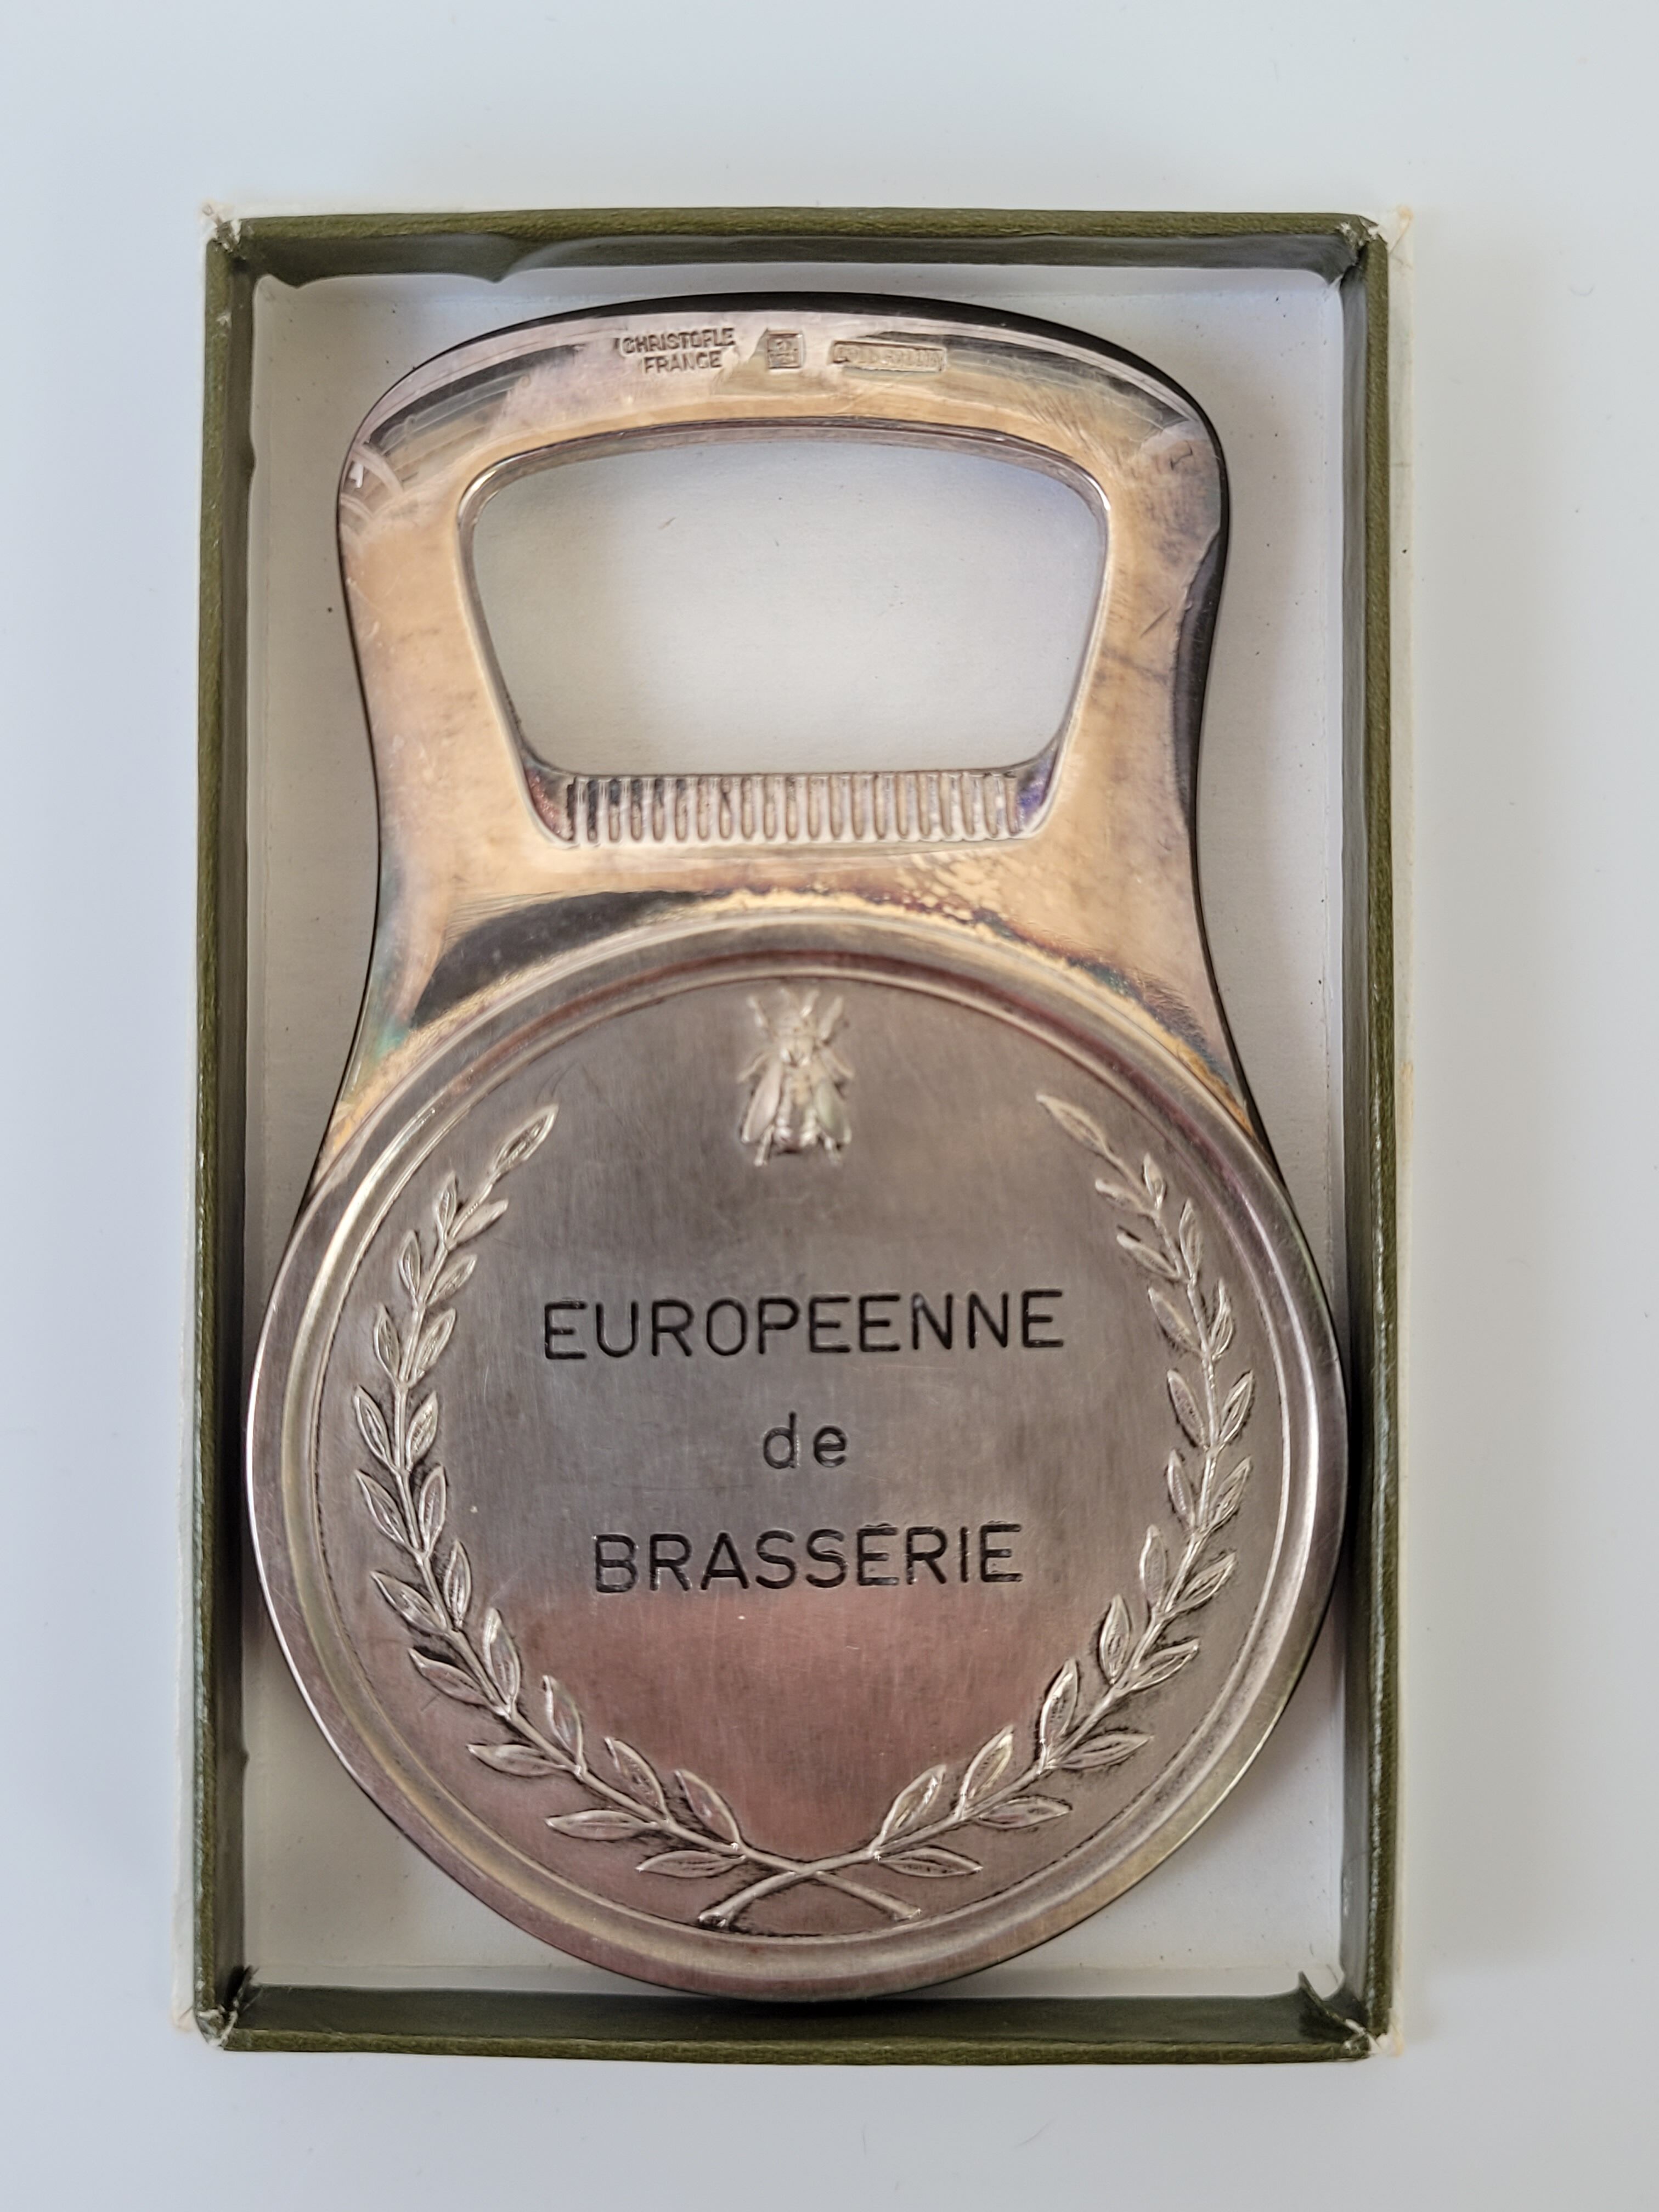 CHRISTOFLE
FRANCE
EUROPEENNE
de
BRASSERIE